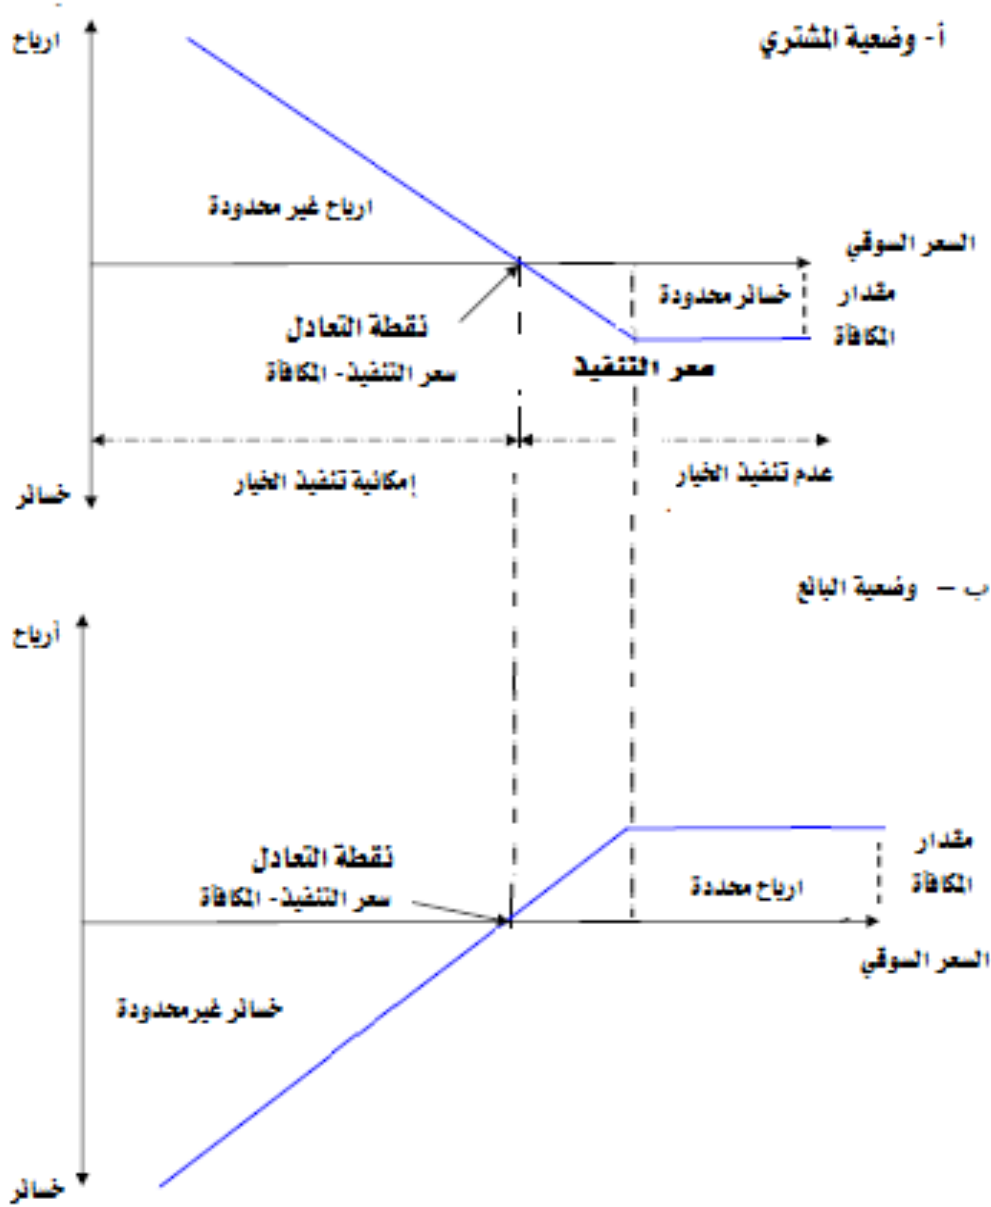 أ- وضعية المشتري
ارباح
ارباح غير محدودة
السعر السوقي
خسائر محدودة
مقدار
المكافأة
نقطة التعادل
سعر التنفيذ- المكافأة
سعر التنفيذ
إمكانية تنفيذ الخيار
عدم تنفيذ الخيار
خسائر
ب – وضعية البائع
أرباح
مقدار
المكافأة
نقطة التعادل
سعر التنفيذ- المكافأة
ارباح محددة
السعر السوقي
خسائر غيرمحدودة
خسائر